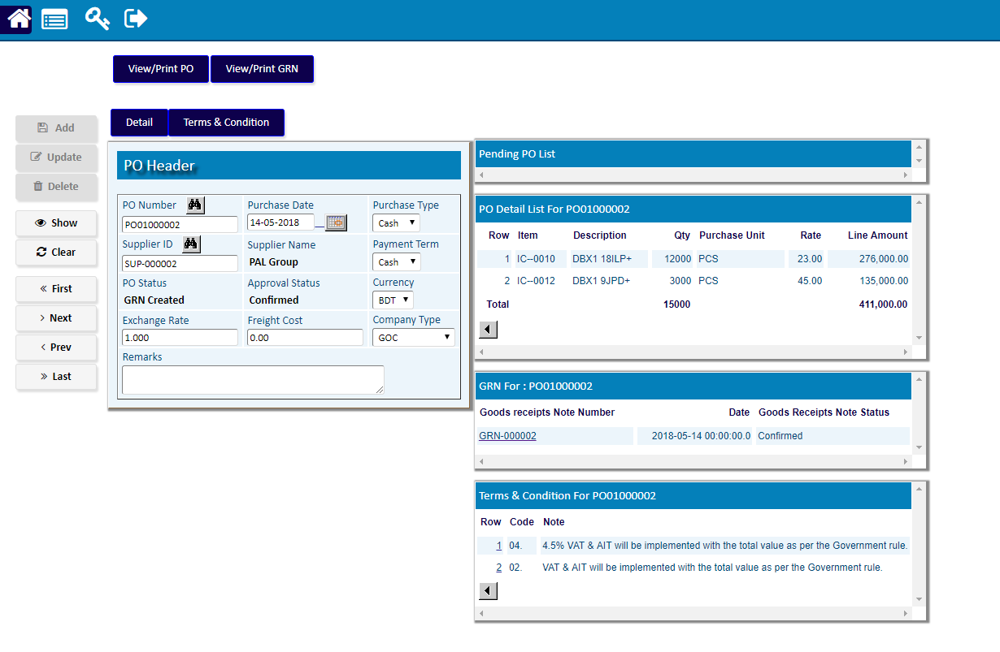 View/Print PO View/Print GRN
Detail Terms & Condition
Add
Update
Delete
Show
Clear
First
Next
Prev
Last
PO Header
PO Number Purchase Date Purchase Type
PO01000002 14-05-2018 Cash
Supplier ID Supplier Name Payment Term
SUP-000002 PAL Group Cash
PO Status Approval Status Currency
GRN Created Confirmed BDT
Exchange Rate Freight Cost Company Type
1.000 0.00 GOC
Remarks
Pending PO List
PO Detail List For PO01000002
Row Item Description Qty Purchase Unit Rate Line Amount
1 IC--0010 DBX1 18ILP+ 12000 PCS 23.00 276,000.00
2 IC--0012 DBX1 9JPD+ 3000 PCS 45.00 135,000.00
Total 15000 411,000.00
GRN For : PO01000002
Goods receipts Note Number Date Goods Receipts Note Status
GRN-000002 2018-05-14 00:00:00.0 Confirmed
Terms & Condition For PO01000002
Row Code Note
1 04. 4.5% VAT & AIT will be implemented with the total value as per the Government rule.
2 02. VAT & AIT will be implemented with the total value as per the Government rule.